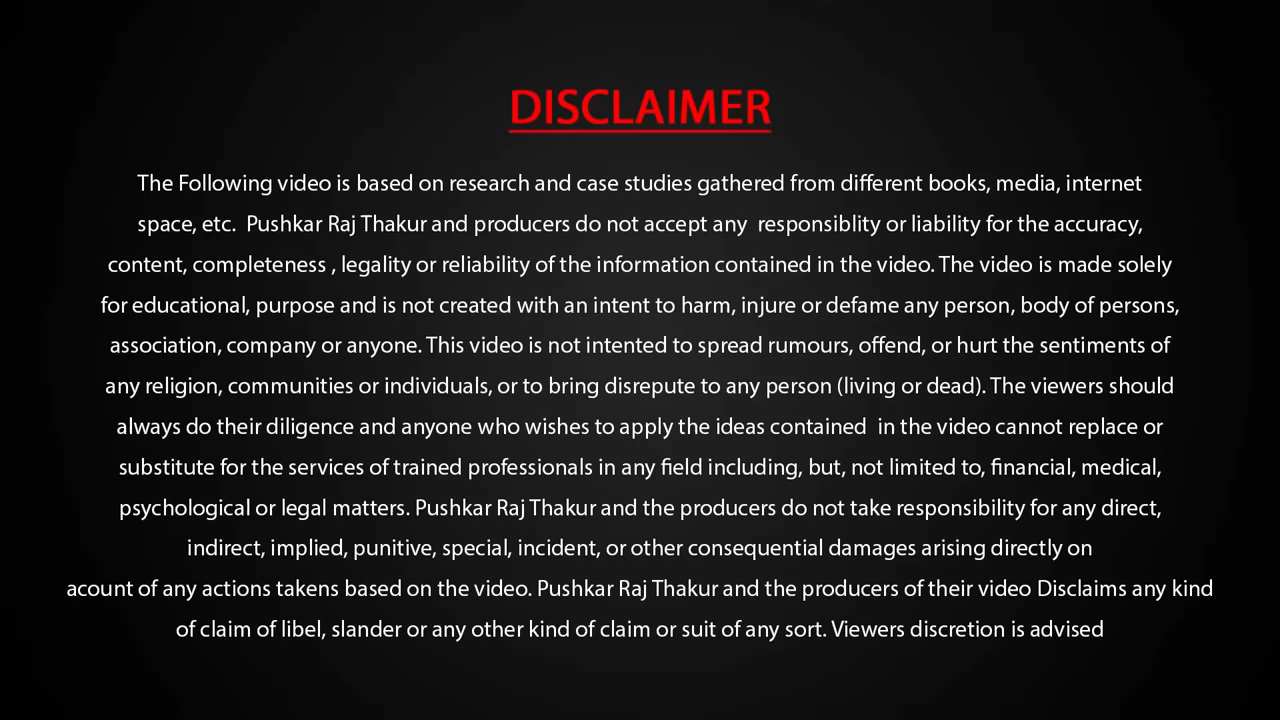 DISCLAIMER
The Following video is based on research and case studies gathered from different books, media, internet
space, etc.  Pushkar Raj Thakur and producers do not accept any  responsiblity or liability for the accuracy,
content, completeness , legality or reliability of the information contained in the video. The video is made solely
for educational, purpose and is not created with an intent to harm, injure or defame any person, body of persons,
association, company or anyone. This video is not intented to spread rumours, offend, or hurt the sentiments of
any religion, communities or individuals, or to bring disrepute to any person (living or dead). The viewers should
always do their diligence and anyone who wishes to apply the ideas contained  in the video cannot replace or
substitute for the services of trained professionals in any field including, but, not limited to, financial, medical,
psychological or legal matters. Pushkar Raj Thakur and the producers do not take responsibility for any direct,
indirect, implied, punitive, special, incident, or other consequential damages arising directly on
acount of any actions takens based on the video. Pushkar Raj Thakur and the producers of their video Disclaims any kind
of claim of libel, slander or any other kind of claim or suit of any sort. Viewers discretion is advised